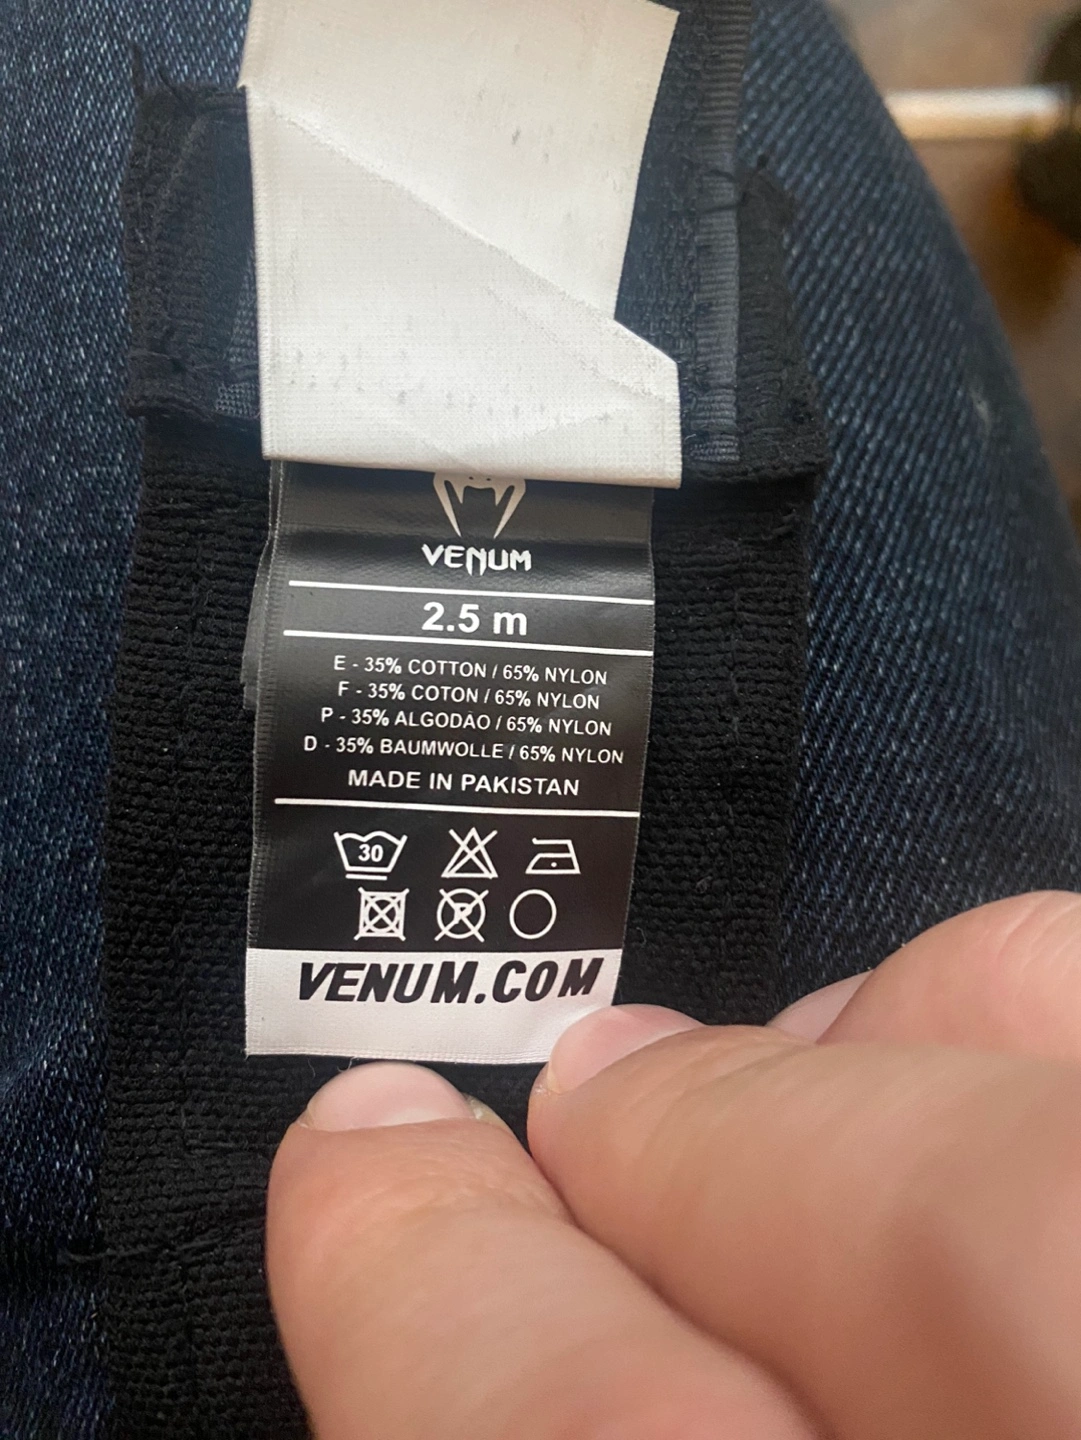 VENUM
2.5 m
E - 35% COTTON / 65% NYLON
F - 35% COTON / 65% NYLON
P - 35% ALGODÃO / 65% NYLON
D - 35% BAUMWOLLE / 65% NYLON
MADE IN PAKISTAN
30
P
VENUM.COM